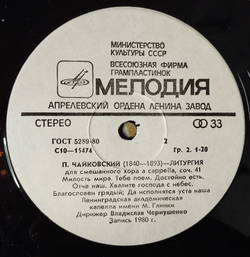 МИНИСТЕРСТВО
КУЛЬТУРЫ СССР
ВСЕСОЮЗНАЯ ФИРМА
ГРАМПЛАСТИНОК
МЕЛОДИЯ
АПРЕЛЕВСКИЙ ОРДЕНА ЛЕНИНА ЗАВОД
СТЕРЕО 33
ГОСТ 5289-80 2
С10—15474 Гр. 2. 1-20
П. ЧАЙКОВСКИЙ (1840—1893)—ЛИТУРГИЯ
для смешанного хора a cappella, соч. 41
Милость мира. Тебе поем. Достойно есть.
Отче наш. Хвалите господа с небес.
Благословен грядый; Да исполнятся уста наша
Ленинградская академическая
капелла имени М. Глинки
Дирижер Владислав Чернушенко
Запись 1980 г.